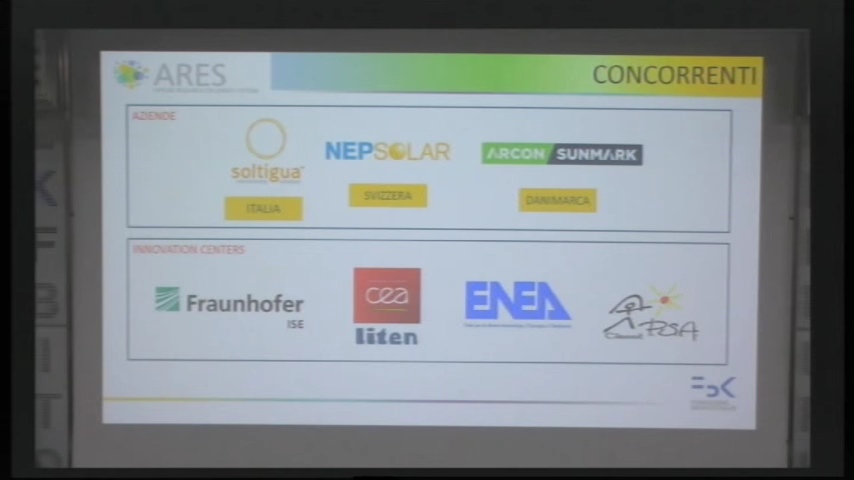 ARES
CONCORRENTI
AZIENDE
soltigua
NEPSOLAR
ARCON SUNMARK
ITALIA
SVIZZERA
DANIMARCA
INNOVATION CENTERS
Fraunhofer
ISE
cea
liten
ENEA
PSA
FBK